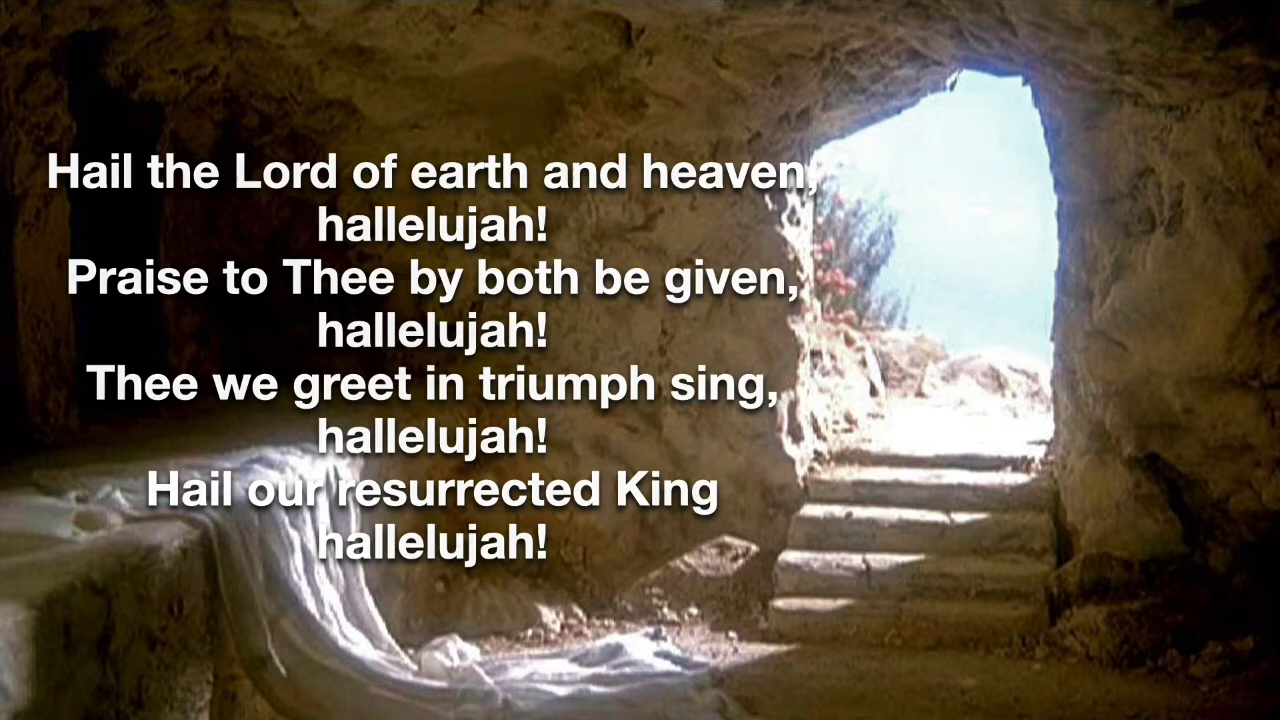 Hail the Lord of earth and heaven,
hallelujah!
Praise to Thee by both be given,
hallelujah!
Thee we greet in triumph sing,
hallelujah!
Hail our resurrected King
hallelujah!